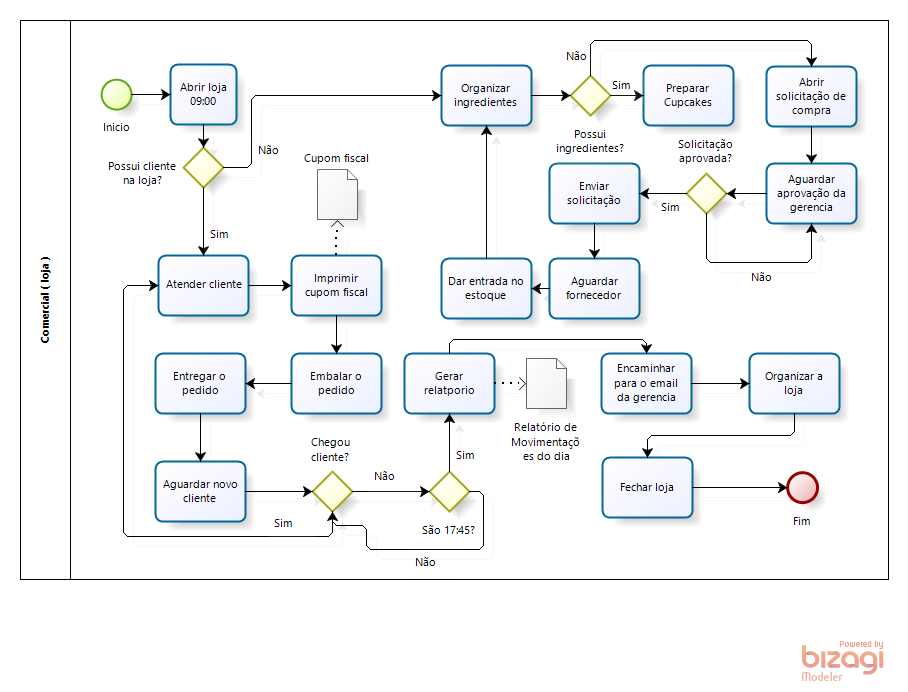 Comercial ( loja )
Inicio
Abrir loja
09:00
Possui cliente
na loja?
Não
Sim
Cupom fiscal
Organizar
ingredientes
Não
Sim
Possui
ingredientes?
Preparar
Cupcakes
Abrir
solicitação de
compra
Solicitação
aprovada?
Enviar
solicitação
Sim
Aguardar
aprovação da
gerencia
Não
Atender cliente
Imprimir
cupom fiscal
Dar entrada no
estoque
Aguardar
fornecedor
Entregar o
pedido
Embalar o
pedido
Gerar
relatporio
Relatório de
Movimentaçõ
es do dia
Encaminhar
para o email
da gerencia
Organizar a
loja
Chegou
cliente?
Aguardar novo
cliente
Sim
Não
Sim
São 17:45?
Não
Fechar loja
Fim
Powered by
bizagi
Modeler